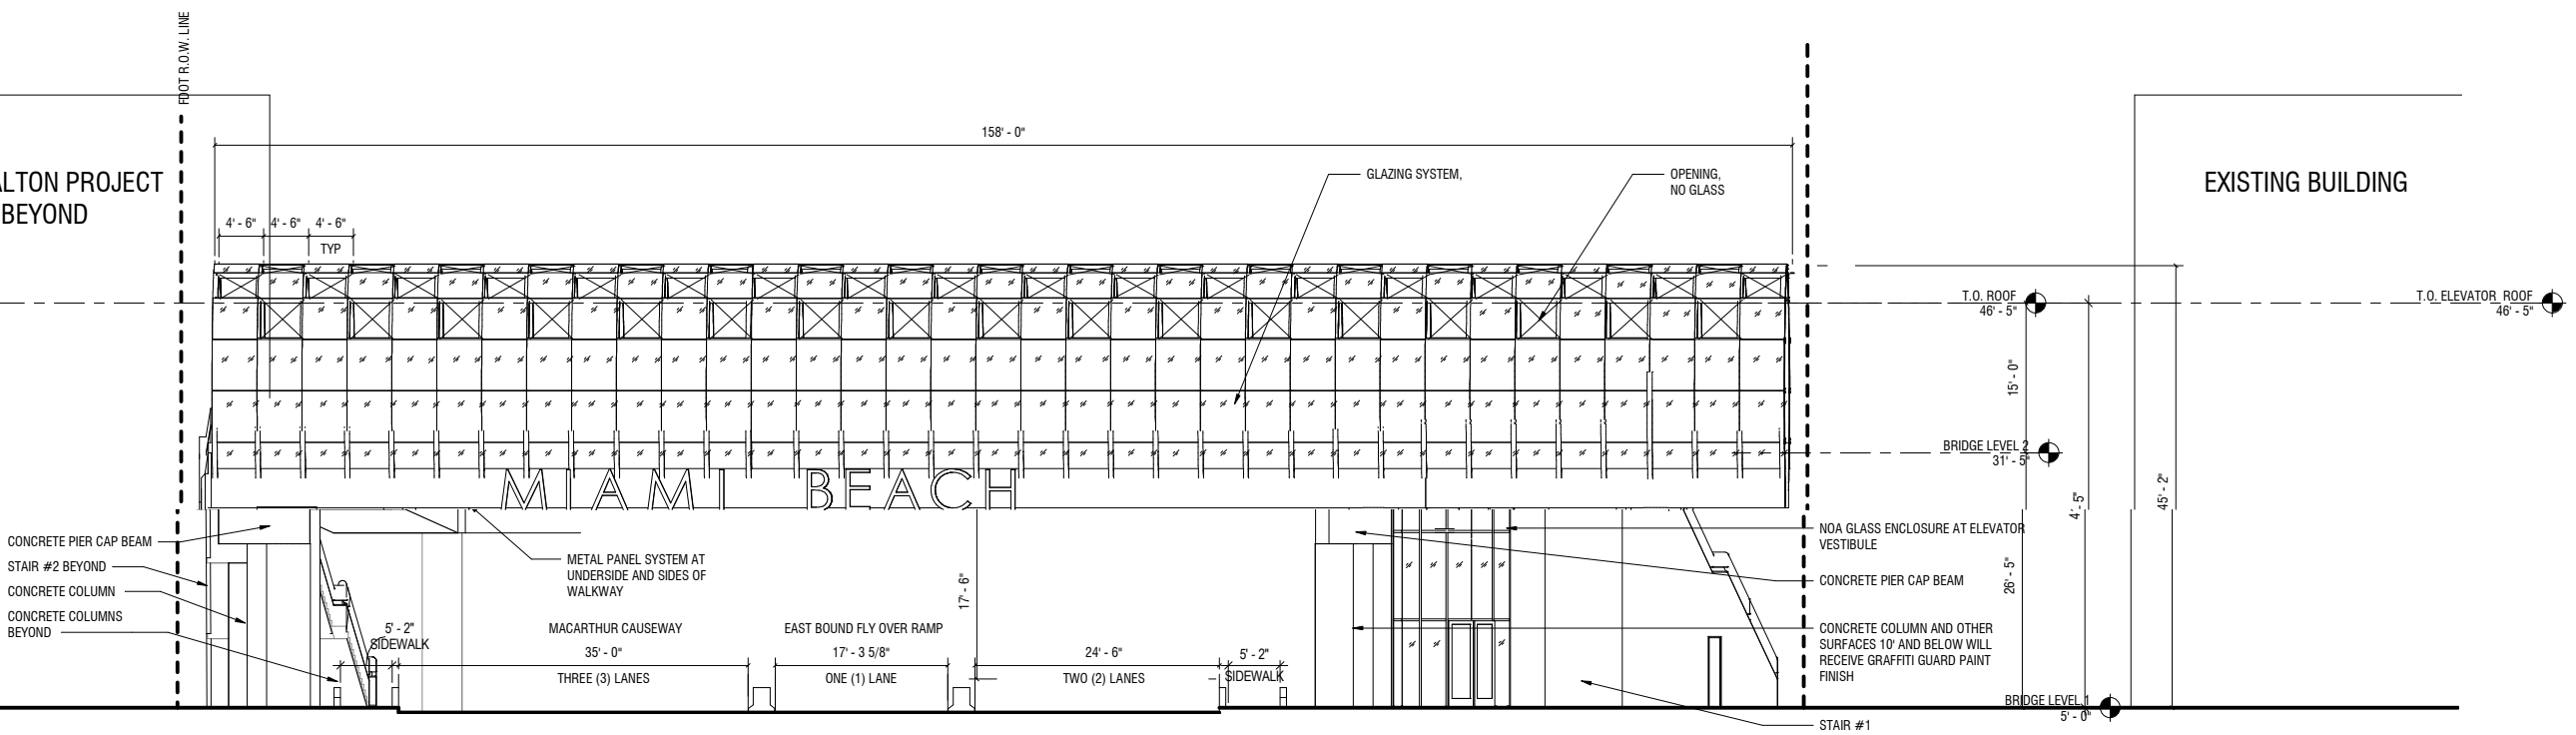 FDOT R.O.W. LINE
158' - 0"
GLAZING SYSTEM,
OPENING,
NO GLASS
ALTON PROJECT
BEYOND
EXISTING BUILDING
4' - 6"
4' - 6"
4' - 6"
TYP
T.O. ROOF
46' - 5"
T.O. ELEVATOR ROOF
46' - 5"
15' - 0"
BRIDGE LEVEL 2
31' - 5"
45' - 2"
MIAMI BEACH
CONCRETE PIER CAP BEAM
STAIR #2 BEYOND
CONCRETE COLUMN
CONCRETE COLUMNS
BEYOND
METAL PANEL SYSTEM AT
UNDERSIDE AND SIDES OF
WALKWAY
17' - 6"
NOA GLASS ENCLOSURE AT ELEVATOR
VESTIBULE
CONCRETE PIER CAP BEAM
26' - 5"
5' - 2"
SIDEWALK
MACARTHUR CAUSEWAY
35' - 0"
THREE (3) LANES
EAST BOUND FLY OVER RAMP
17' - 3 5/8"
ONE (1) LANE
24' - 6"
TWO (2) LANES
5' - 2"
SIDEWALK
CONCRETE COLUMN AND OTHER
SURFACES 10' AND BELOW WILL
RECEIVE GRAFFITI GUARD PAINT
FINISH
BRIDGE LEVEL 1
5' - 0"
STAIR #1